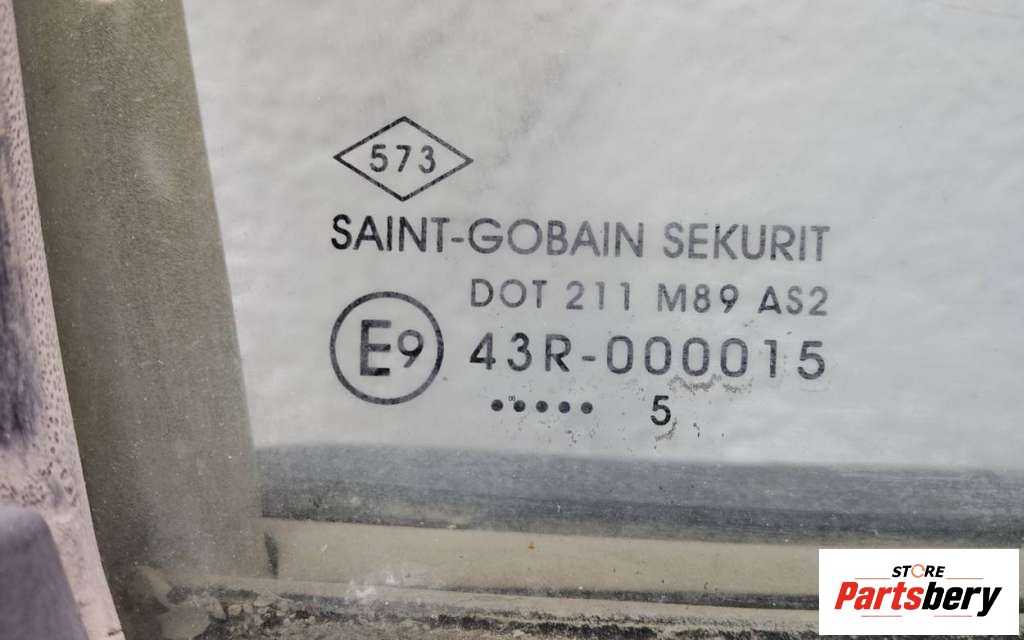 573
SAINT-GOBAIN SEKURIT
DOT 211 M89 AS2
E9 43R-000015
••••• 5
STORE
Partsbery